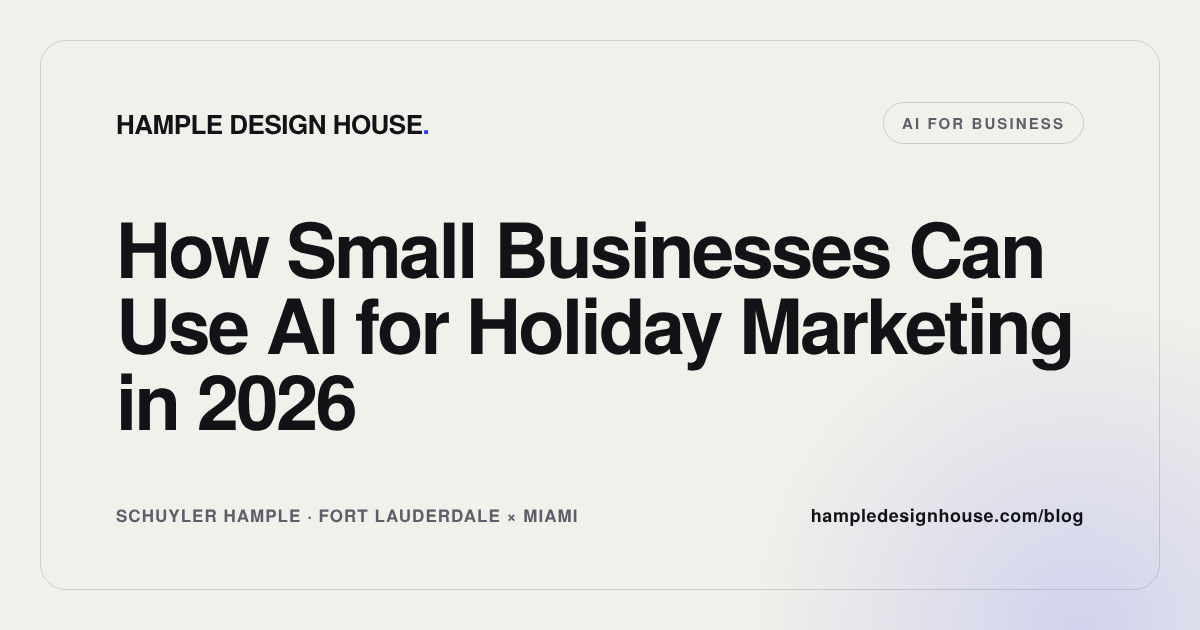 HAMPLE DESIGN HOUSE.
AI FOR BUSINESS
How Small Businesses Can
Use AI for Holiday Marketing
in 2026
SCHUYLER HAMPLE · FORT LAUDERDALE × MIAMI
hampledesignhouse.com/blog